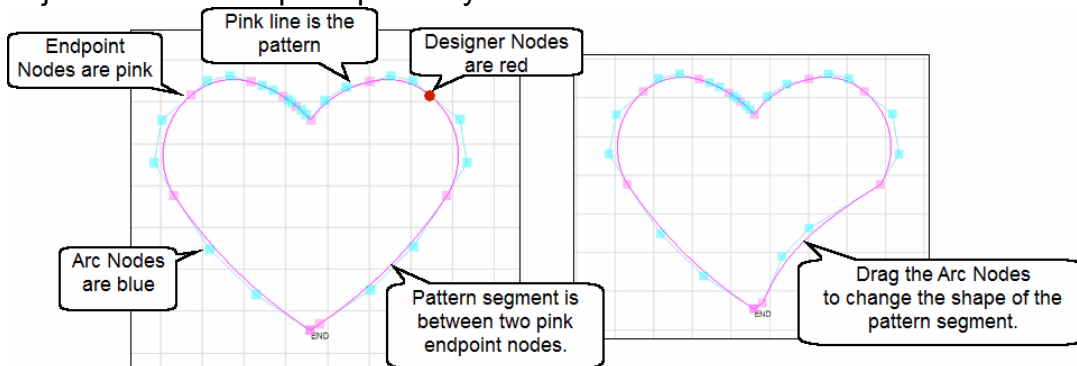 Pink line is the
pattern
Endpoint
Nodes are pink
Designer Nodes
are red
Arc Nodes
are blue
Pattern segment is
between two pink
endpoint nodes.
END
Drag the Arc Nodes
to change the shape of the
pattern segment.
END